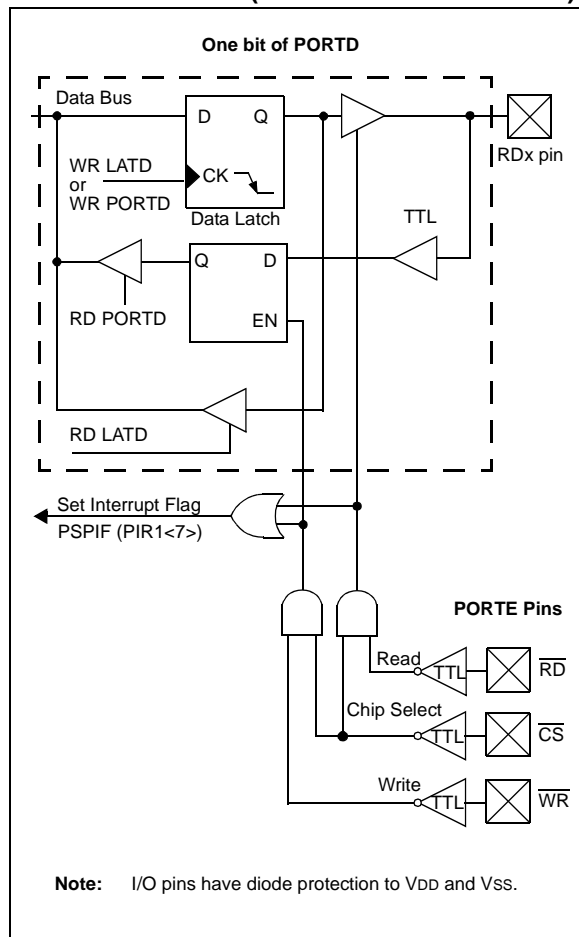 One bit of PORTD
Data Bus
D Q
RDx pin
WR LATD
or
WR PORTD
CK
Data Latch
TTL
Q D
RD PORTD
EN
RD LATD
Set Interrupt Flag
PSPIF (PIR1<7>)
PORTE Pins
Read
TTL
RD
Chip Select
TTL
CS
Write
TTL
WR
Note: I/O pins have diode protection to VDD and VSS.